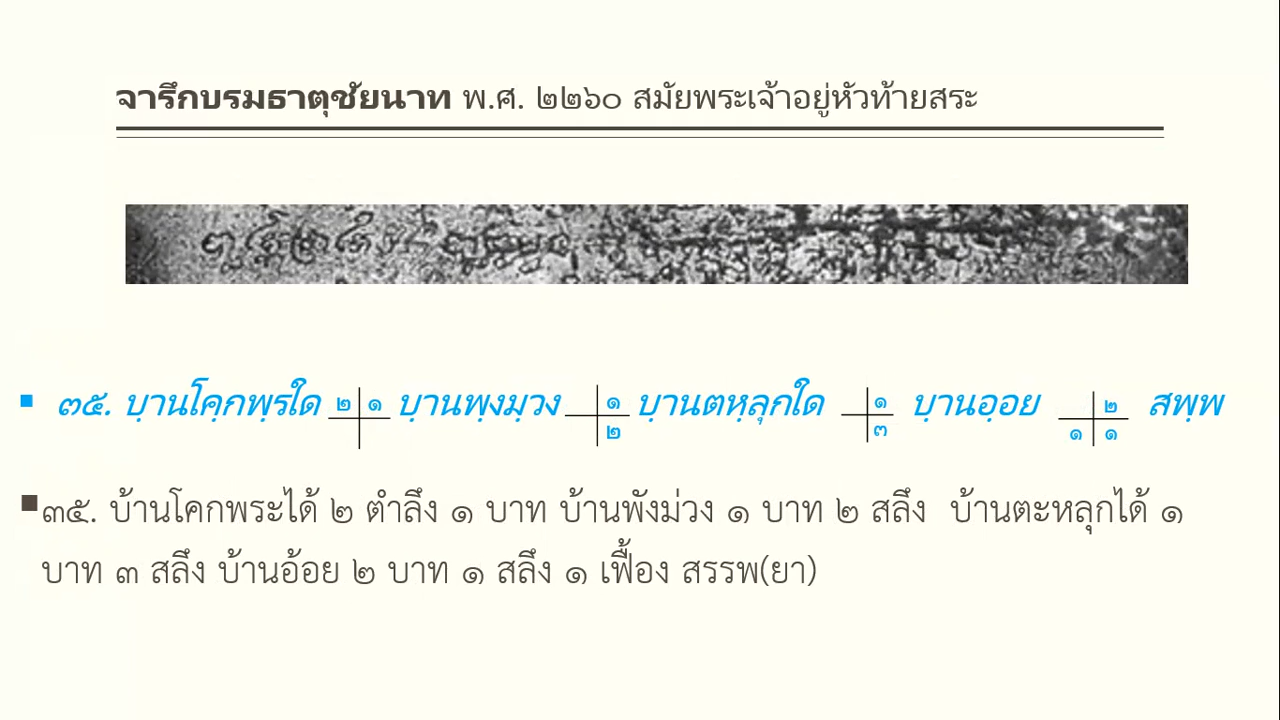 จารึกบรมธาตุชัยนาท พ.ศ. ๒๒๖๐ สมัยพระเจ้าอยู่หัวท้ายสระ
๓๕. บฺานโคฺกพฺรใด ๒ ๑ บฺานพฺงมฺวง ๑ ๒ บฺานตหฺลุกใด ๑ ๓ บฺานอฺอย ๒ ๑ ๑ สพฺพ
๓๕. บ้านโคกพระได้ ๒ ตำลึง ๑ บาท บ้านพังม่วง ๑ บาท ๒ สลึง บ้านตะหลุกได้ ๑
บาท ๓ สลึง บ้านอ้อย ๒ บาท ๑ สลึง ๑ เฟื้อง สรรพ(ยา)